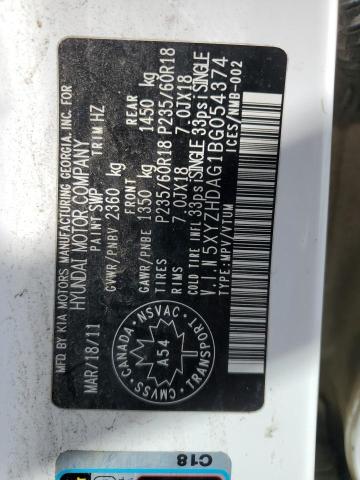 MFD. BY KIA MOTORS MANUFACTURING GEORGIA, INC. FOR
HYUNDAI MOTOR COMPANY
MAR/18/11 PAINT SWP TRIM HZ
GVWR/PNBV 2360 kg
FRONT REAR
GAWR/PNBE 1350 kg 1450 kg
TIRES P235/60R18 P235/60R18
RIMS 7.0JX18 7.0JX18
COLD TIRE INFL 33psi SINGLE 33psi SINGLE
V.I.N 5XYZHDAG1BG054374
TYPE:MPV/VTUM ICES/NMB-002
CANADA NSVAC
A54
CMVSS TRANSPORT
C18